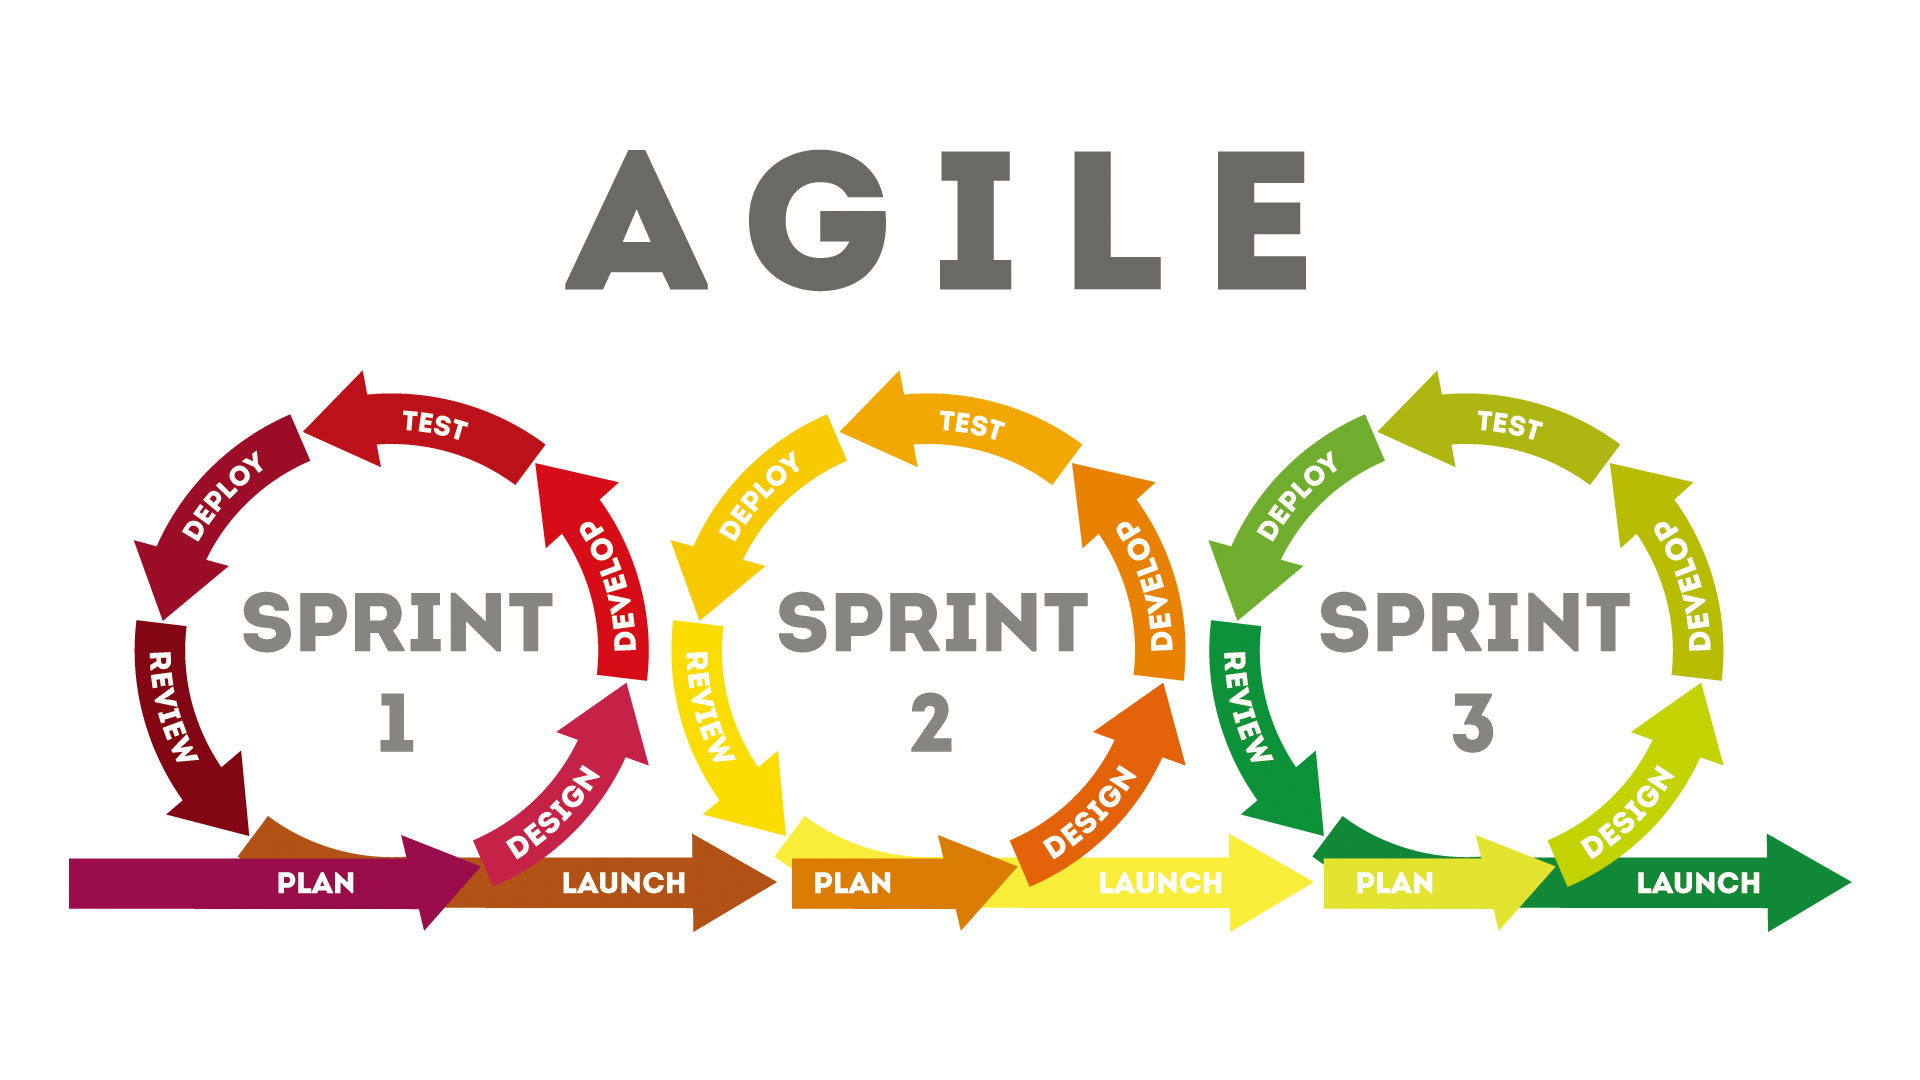 AGILE
TEST
DEPLOY
DEVELOP
SPRINT
1
REVIEW
DESIGN
PLAN
LAUNCH
TEST
DEPLOY
DEVELOP
SPRINT
2
REVIEW
DESIGN
PLAN
LAUNCH
TEST
DEPLOY
DEVELOP
SPRINT
3
REVIEW
DESIGN
PLAN
LAUNCH